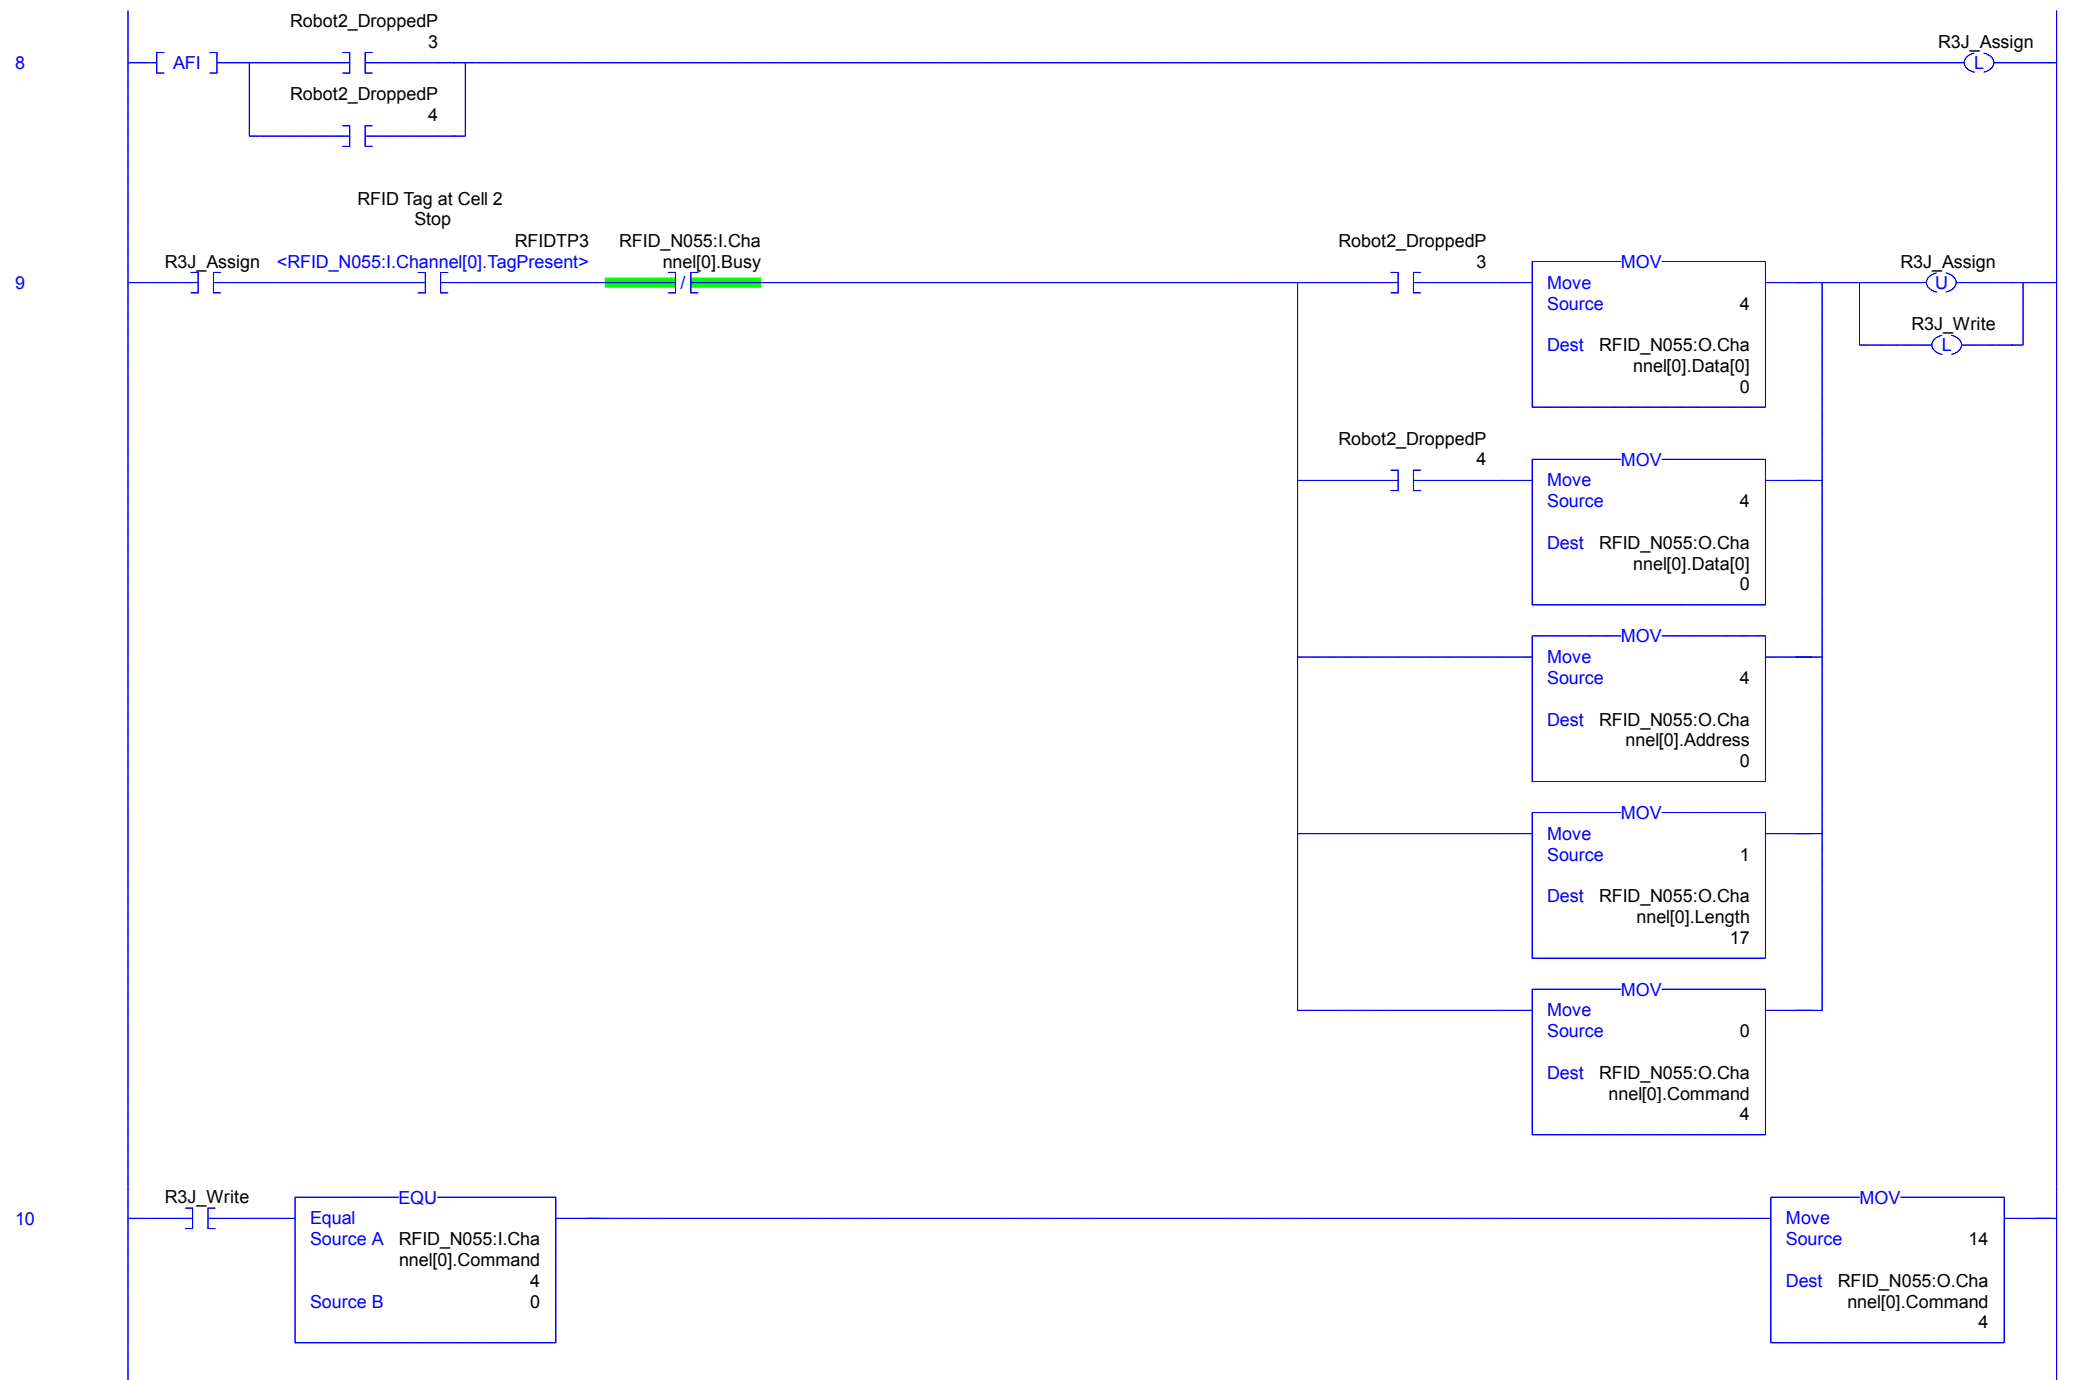 Robot2_DroppedP
3
R3J_Assign
8
AFI
L
Robot2_DroppedP
4
RFID Tag at Cell 2
Stop
RFIDTP3
RFID_N055:I.Cha
Robot2_DroppedP
R3J_Assign
<RFID_N055:I.Channel[0].TagPresent>
nnel[0].Busy
3
MOV
R3J_Assign
9
/
Move
U
Source 4
R3J_Write
Dest RFID_N055:O.Cha
L
nnel[0].Data[0]
0
Robot2_DroppedP
4
MOV
Move
Source 4
Dest RFID_N055:O.Cha
nnel[0].Data[0]
0
MOV
Move
Source 4
Dest RFID_N055:O.Cha
nnel[0].Address
0
MOV
Move
Source 1
Dest RFID_N055:O.Cha
nnel[0].Length
17
MOV
Move
Source 0
Dest RFID_N055:O.Cha
nnel[0].Command
4
10
R3J_Write
EQU
Equal
Source A RFID_N055:I.Cha
nnel[0].Command
4
Source B 0
MOV
Move
Source 14
Dest RFID_N055:O.Cha
nnel[0].Command
4